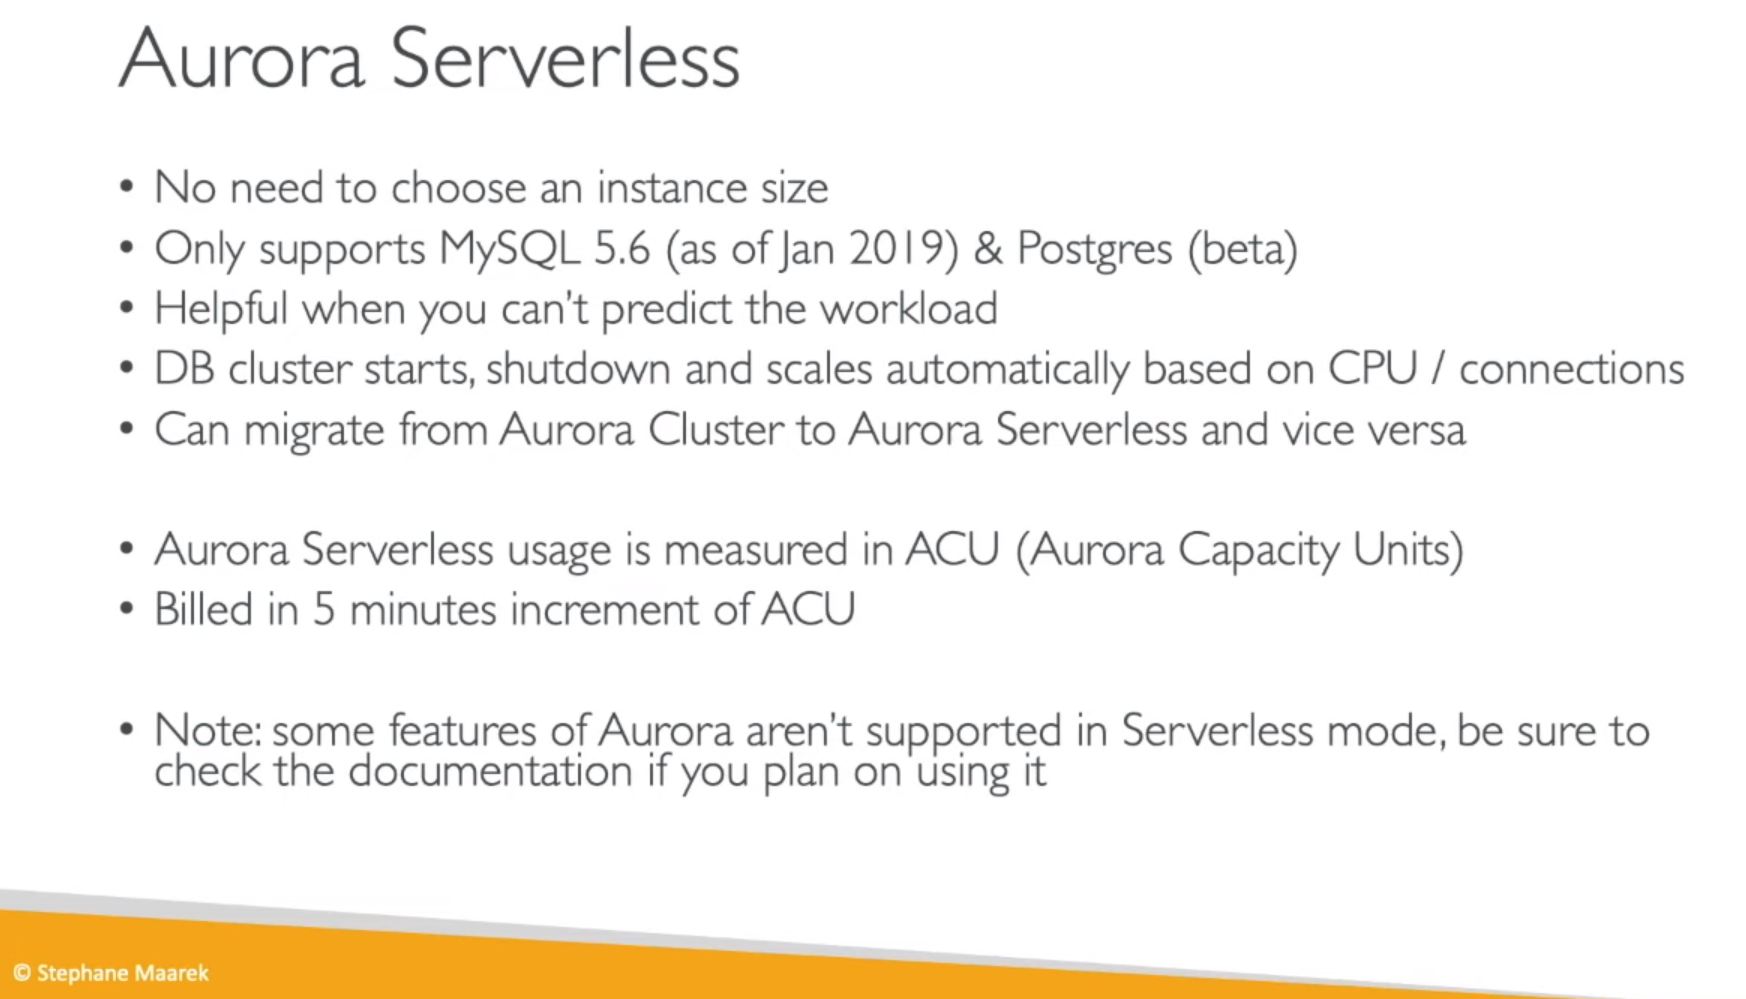 Aurora Serverless
• No need to choose an instance size
• Only supports MySQL 5.6 (as of Jan 2019) & Postgres (beta)
• Helpful when you can't predict the workload
• DB cluster starts, shutdown and scales automatically based on CPU / connections
• Can migrate from Aurora Cluster to Aurora Serverless and vice versa
• Aurora Serverless usage is measured in ACU (Aurora Capacity Units)
• Billed in 5 minutes increment of ACU
• Note: some features of Aurora aren't supported in Serverless mode, be sure to
check the documentation if you plan on using it
© Stephane Maarek